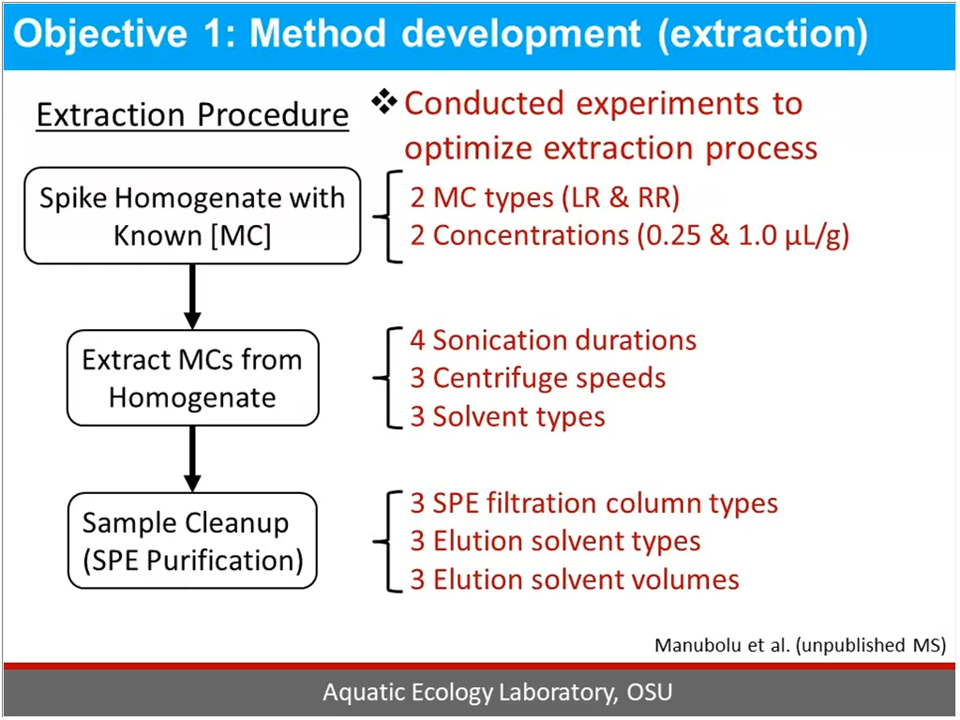 Objective 1: Method development (extraction)
Extraction Procedure
❖ Conducted experiments to
optimize extraction process
Spike Homogenate with
Known [MC]
2 MC types (LR & RR)
2 Concentrations (0.25 & 1.0 µL/g)
Extract MCs from
Homogenate
4 Sonication durations
3 Centrifuge speeds
3 Solvent types
Sample Cleanup
(SPE Purification)
3 SPE filtration column types
3 Elution solvent types
3 Elution solvent volumes
Manubolu et al. (unpublished MS)
Aquatic Ecology Laboratory, OSU